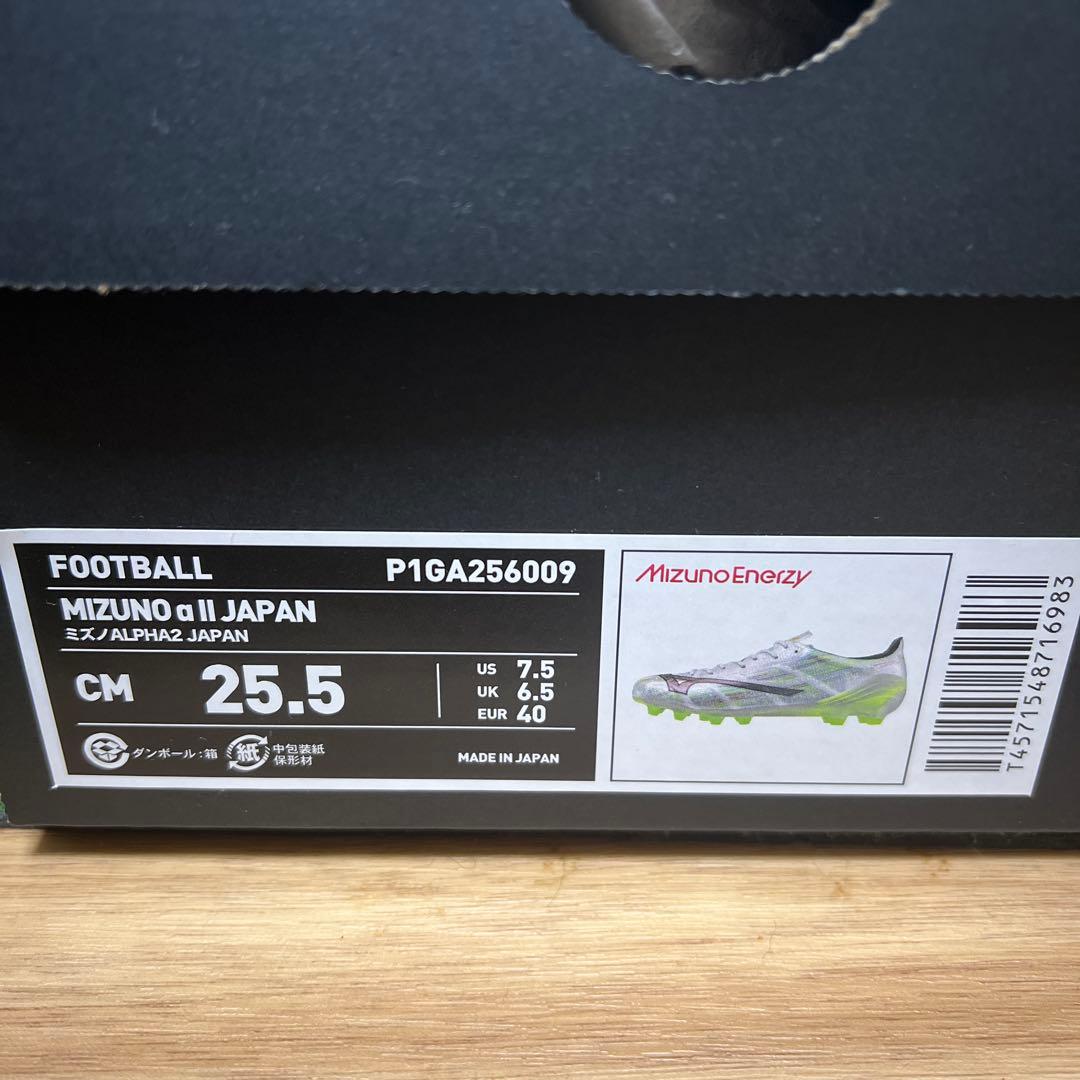 FOOTBALL P1GA256009
MIZUNO α II JAPAN
ミズノALPHA2 JAPAN
CM 25.5
US 7.5
UK 6.5
EUR 40
ダンボール:箱
紙 中包装紙
保形材
MADE IN JAPAN
MizunoEnerzy
T4571548716983